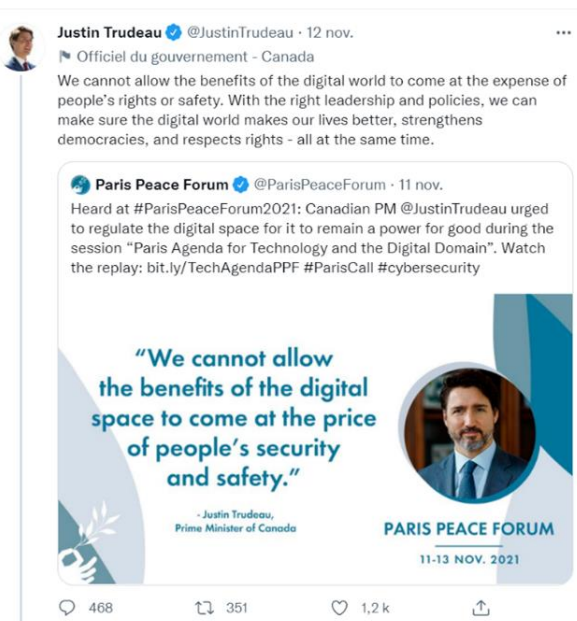 Justin Trudeau @JustinTrudeau · 12 nov.
Officiel du gouvernement - Canada
We cannot allow the benefits of the digital world to come at the expense of
people's rights or safety. With the right leadership and policies, we can
make sure the digital world makes our lives better, strengthens
democracies, and respects rights - all at the same time.
Paris Peace Forum @ParisPeaceForum · 11 nov.
Heard at #ParisPeaceForum2021: Canadian PM @JustinTrudeau urged
to regulate the digital space for it to remain a power for good during the
session “Paris Agenda for Technology and the Digital Domain”. Watch
the replay: bit.ly/TechAgendaPPF #ParisCall #cybersecurity
“We cannot allow
the benefits of the digital
space to come at the price
of people's security
and safety.”
- Justin Trudeau,
Prime Minister of Canada
PARIS PEACE FORUM
11-13 NOV. 2021
468 351 1,2 k